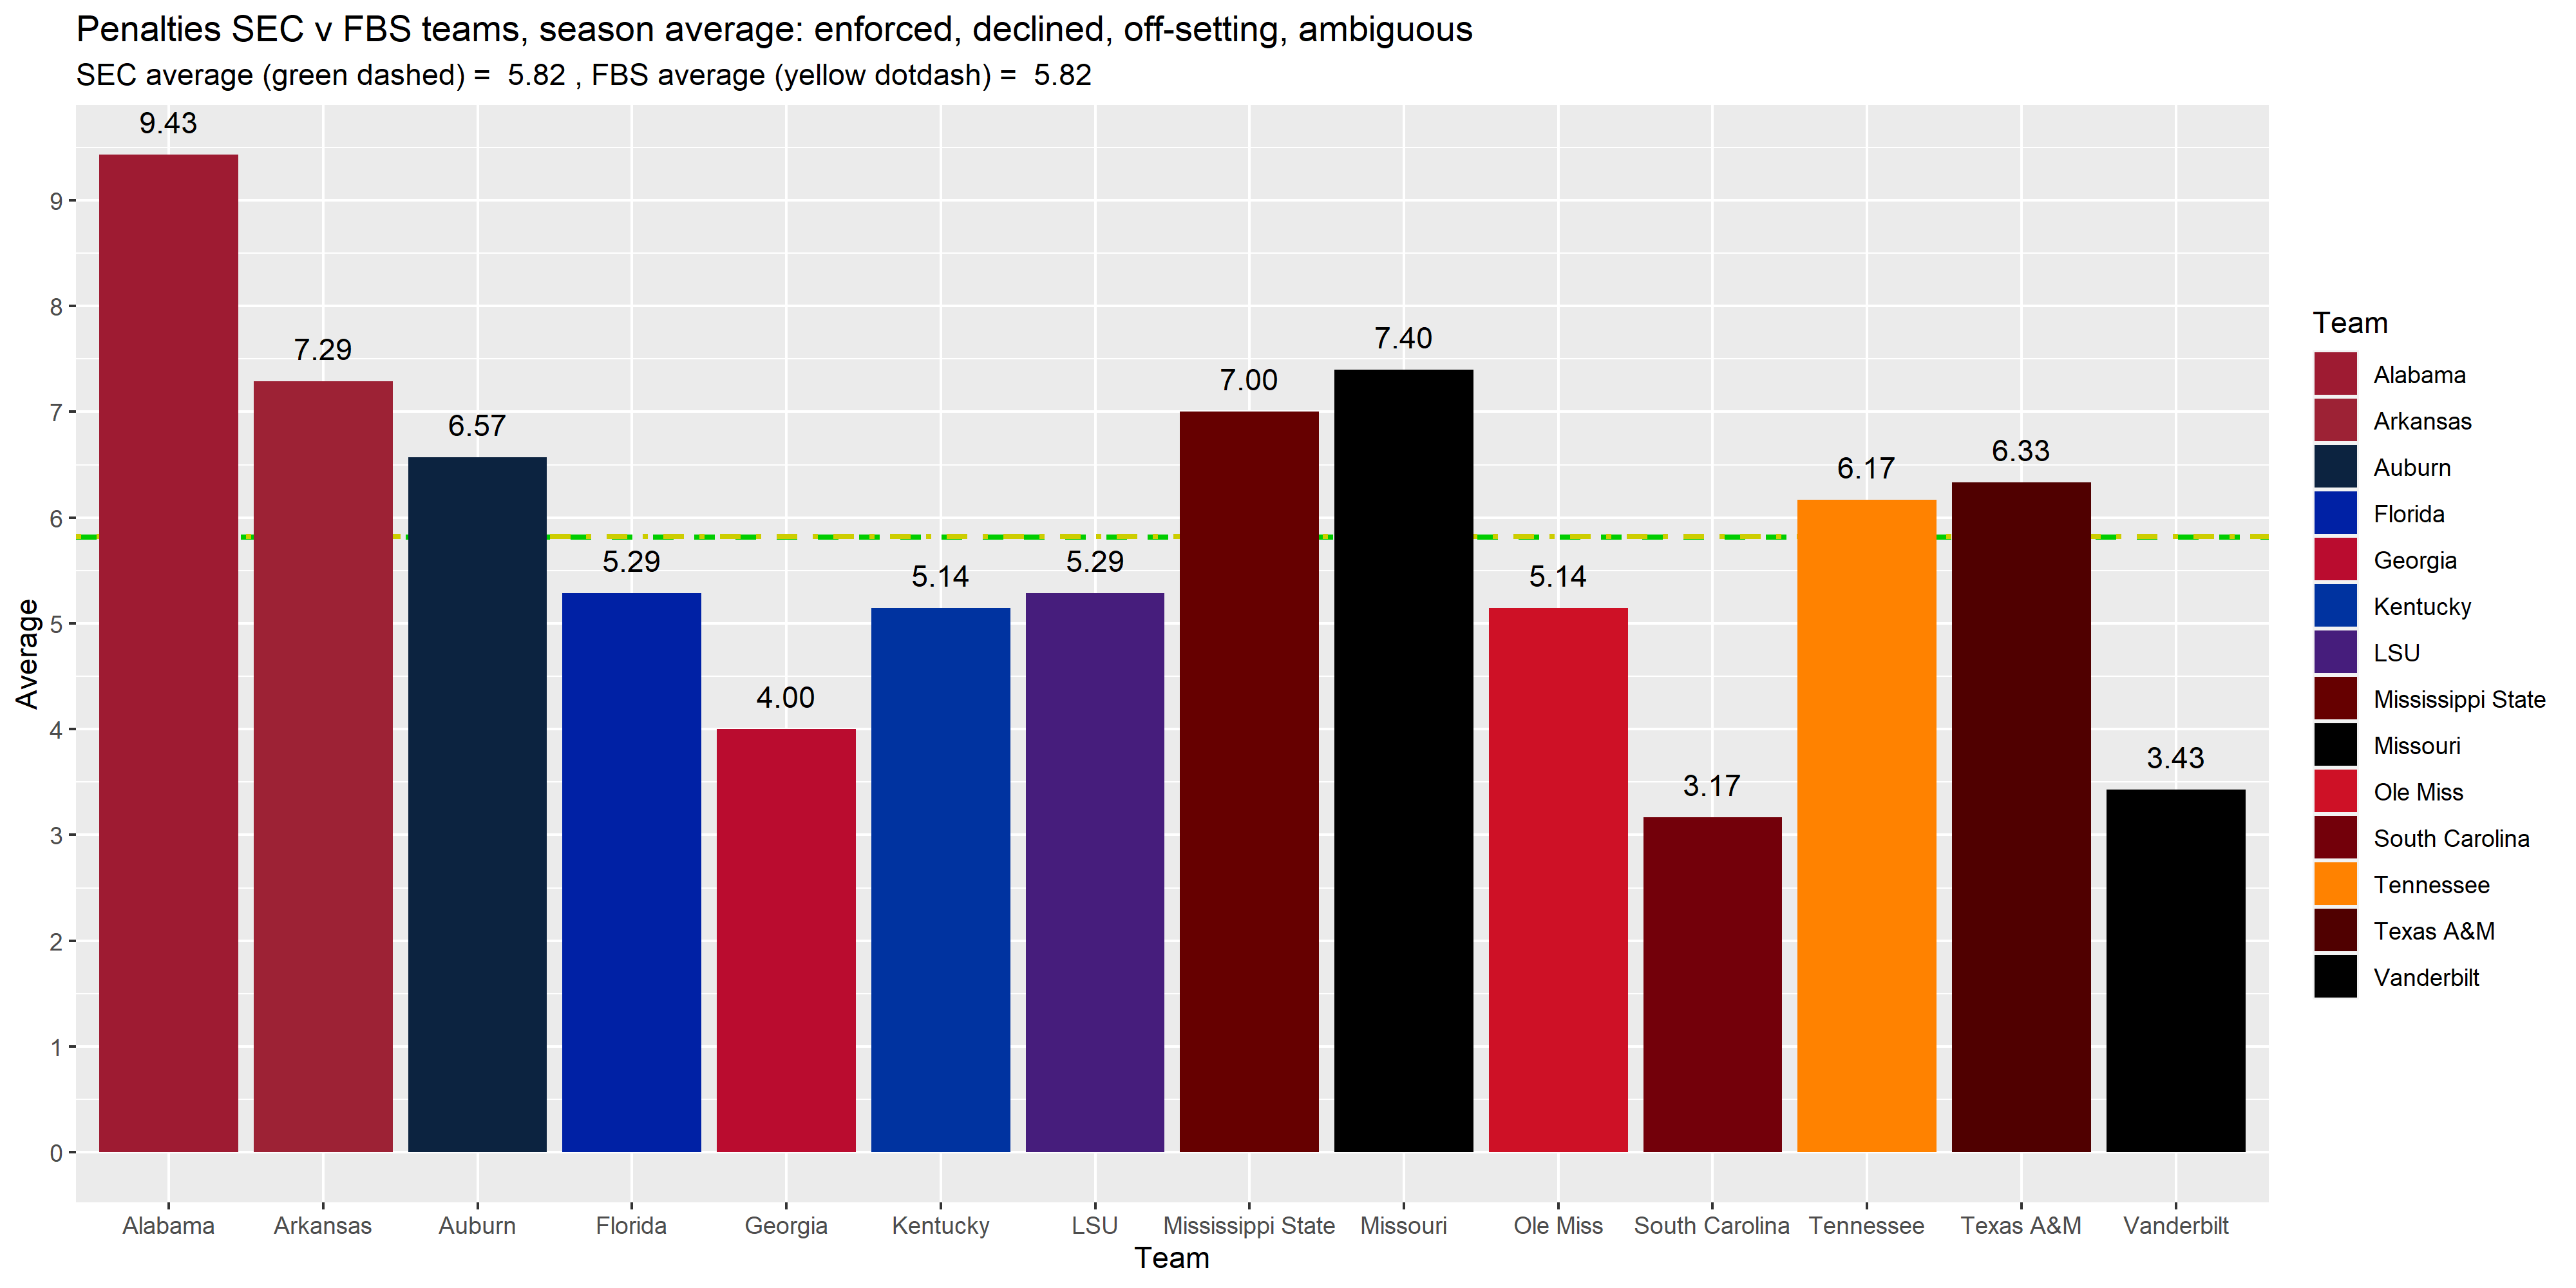 Penalties SEC v FBS teams, season average: enforced, declined, off-setting, ambiguous
SEC average (green dashed) =  5.82 , FBS average (yellow dotdash) =  5.82
9.43
7.29
6.57
5.29
4.00
5.14
5.29
7.00
7.40
5.14
3.17
6.17
6.33
3.43
9
8
7
6
5
4
3
2
1
0
Average
Alabama
Arkansas
Auburn
Florida
Georgia
Kentucky
LSU
Mississippi State
Missouri
Ole Miss
South Carolina
Tennessee
Texas A&M
Vanderbilt
Team
Team
Alabama
Arkansas
Auburn
Florida
Georgia
Kentucky
LSU
Mississippi State
Missouri
Ole Miss
South Carolina
Tennessee
Texas A&M
Vanderbilt